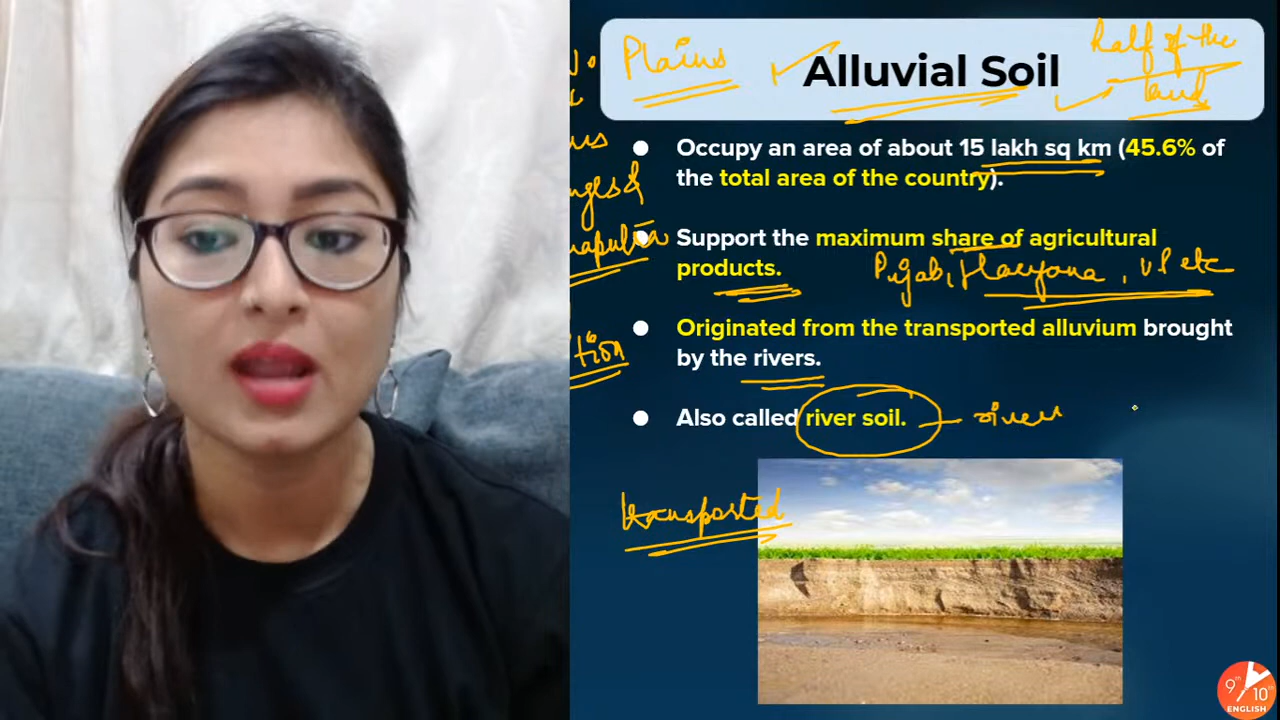 Plains
Alluvial Soil
half of the
land
Occupy an area of about 15 lakh sq km (45.6% of
the total area of the country).
Support the maximum share of agricultural
products.
Haryana, UP etc
Originated from the transported alluvium brought
by the rivers.
Also called river soil.
river
transported
9th 10th
ENGLISH